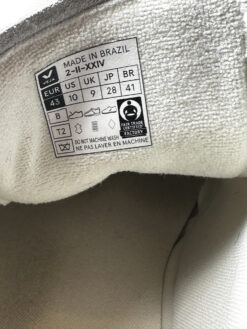 VEJA
MADE IN BRAZIL
2-II-XXIV
EUR US UK JP BR
43 10 9 28 41
B
T2
FAIR TRADE
FACTORY
DO NOT MACHINE WASH
NE PAS LAVER EN MACHINE